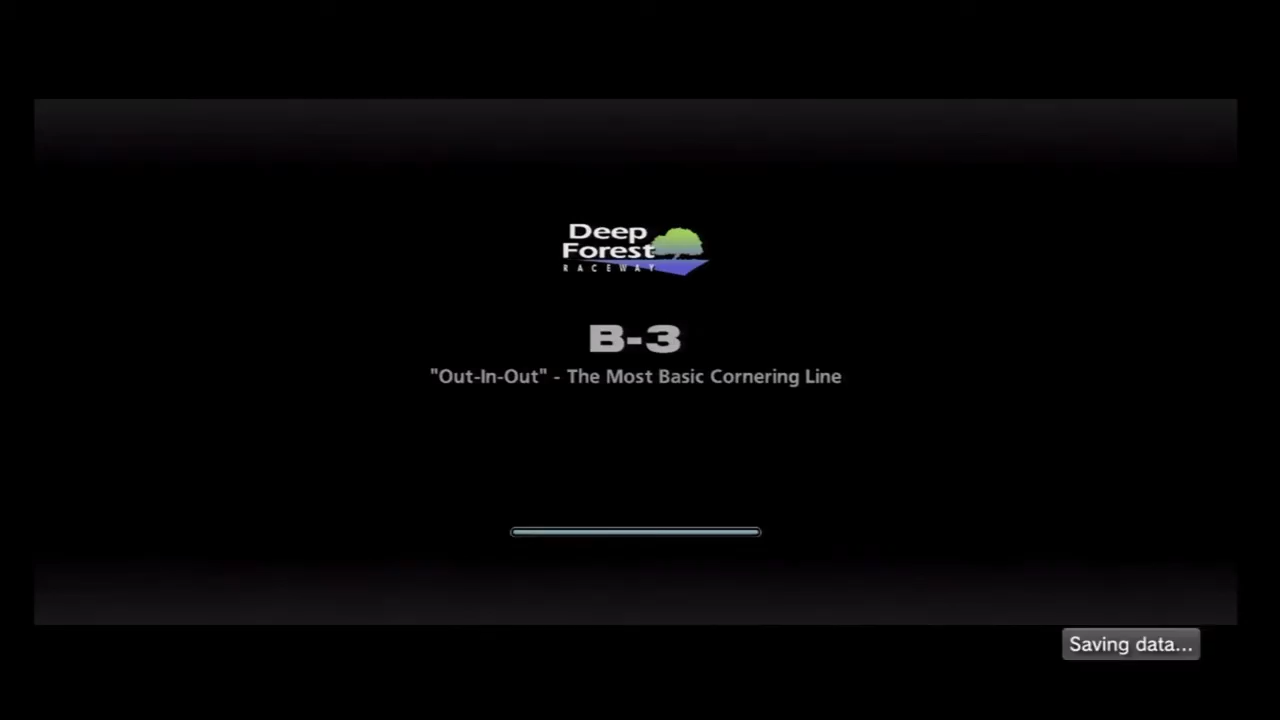 Deep
Forest
RACEWAY
B-3
"Out-In-Out" - The Most Basic Cornering Line
Saving data...